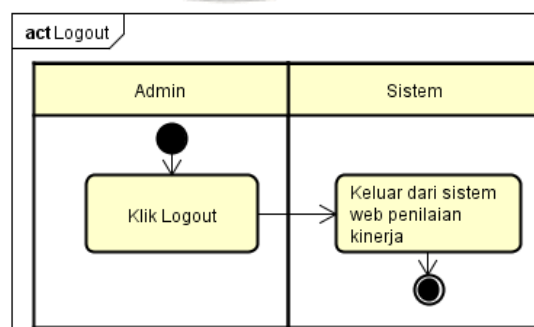 act Logout
Admin
Sistem
Klik Logout
Keluar dari sistem
web penilaian
kinerja